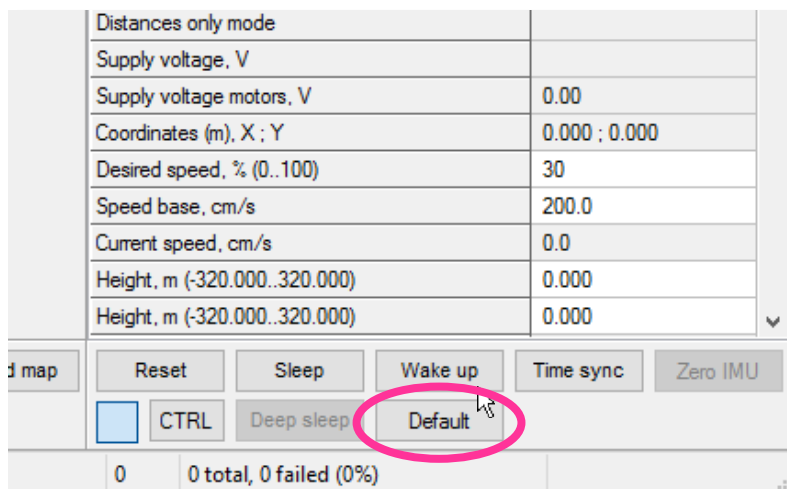 Distances only mode
Supply voltage, V
Supply voltage motors, V 0.00
Coordinates (m), X ; Y 0.000 ; 0.000
Desired speed, % (0..100) 30
Speed base, cm/s 200.0
Current speed, cm/s 0.0
Height, m (-320.000..320.000) 0.000
Height, m (-320.000..320.000) 0.000
d map Reset Sleep Wake up Time sync Zero IMU
CTRL Deep sleep Default
0 0 total, 0 failed (0%)